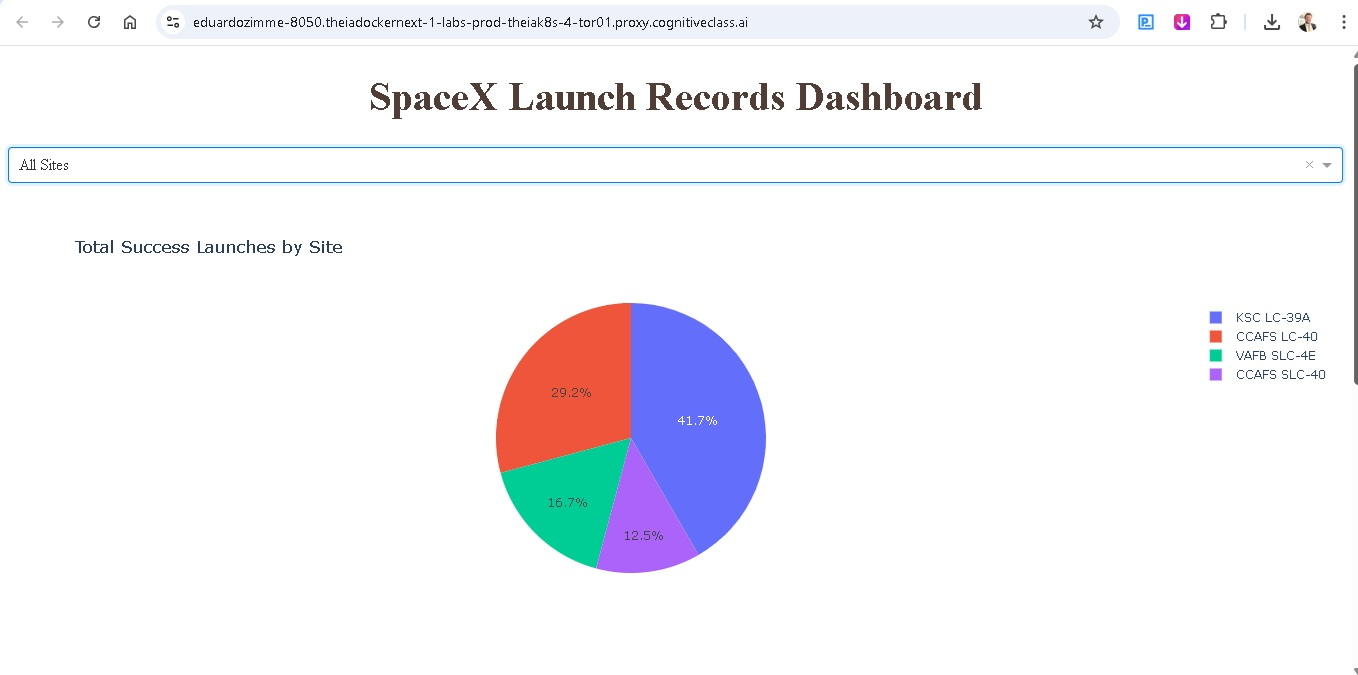 eduardozimme-8050.theiadockernext-1-labs-prod-theiak8s-4-tor01.proxy.cognitiveclass.ai
SpaceX Launch Records Dashboard
All Sites
Total Success Launches by Site
KSC LC-39A
CCAFS LC-40
VAFB SLC-4E
CCAFS SLC-40
29.2%
41.7%
16.7%
12.5%